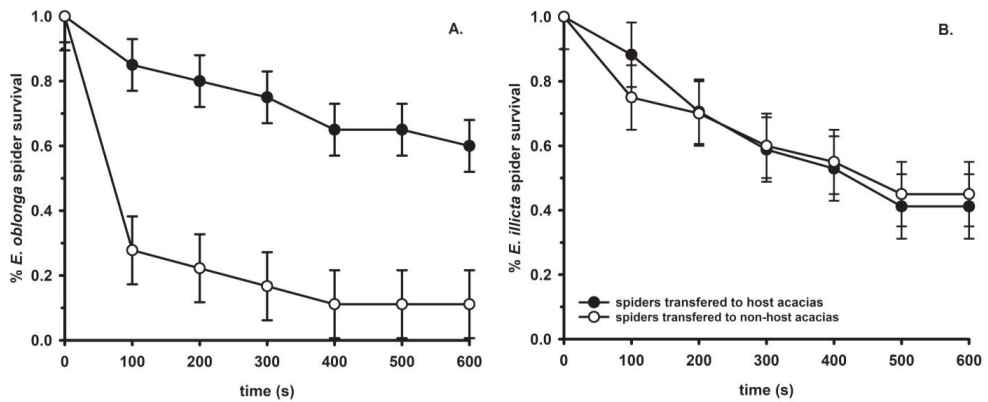 A.
% E. oblonga spider survival
1.0
0.8
0.6
0.4
0.2
0.0
0 100 200 300 400 500 600
time (s)
B.
% E. illicta spider survival
1.0
0.8
0.6
0.4
0.2
0.0
spiders transfered to host acacias
spiders transfered to non-host acacias
0 100 200 300 400 500 600
time (s)